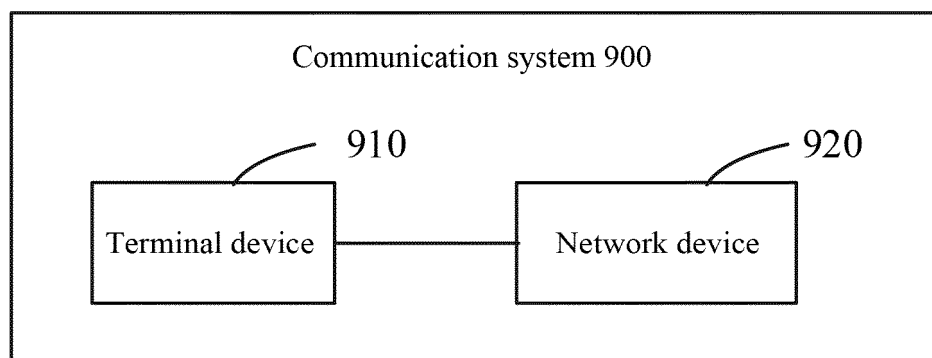 Communication system 900
910
920
Terminal device
Network device